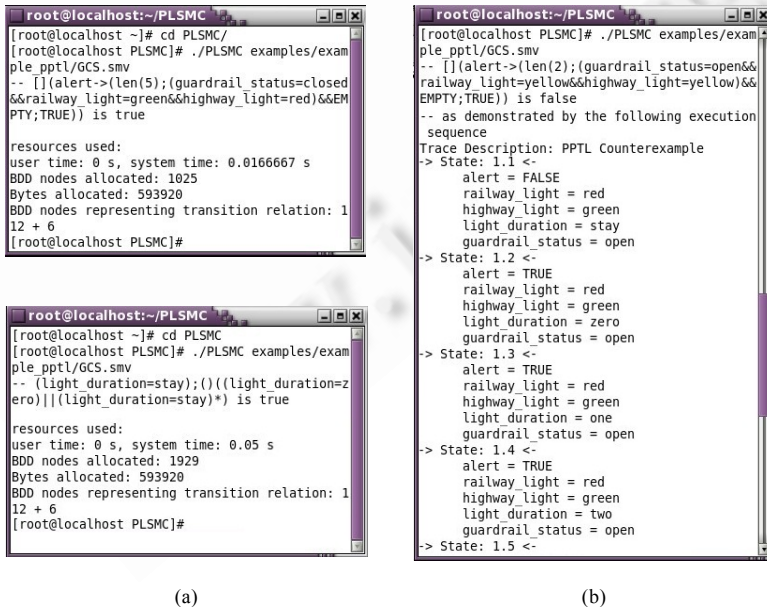 root@localhost:~/PLSMC
[root@localhost ~]# cd PLSMC/
[root@localhost PLSMC]# ./PLSMC examples/exam
ple_pptl/GCS.smv
-- [](alert->(len(5);(guardrail_status=closed
&&railway_light=green&&highway_light=red)&&EM
PTY;TRUE)) is true
resources used:
user time: 0 s, system time: 0.0166667 s
BDD nodes allocated: 1025
Bytes allocated: 593920
BDD nodes representing transition relation: 1
12 + 6
[root@localhost PLSMC]#
root@localhost:~/PLSMC
[root@localhost ~]# cd PLSMC
[root@localhost PLSMC]# ./PLSMC examples/exam
ple_pptl/GCS.smv
-- (light_duration=stay);()((light_duration=z
ero)||(light_duration=stay)*) is true
resources used:
user time: 0 s, system time: 0.05 s
BDD nodes allocated: 1929
Bytes allocated: 593920
BDD nodes representing transition relation: 1
12 + 6
[root@localhost PLSMC]#
(a)
root@localhost:~/PLSMC
[root@localhost PLSMC]# ./PLSMC examples/exam
ple_pptl/GCS.smv
-- [](alert->(len(2);(guardrail_status=open&&
railway_light=yellow&&highway_light=yellow)&&
EMPTY;TRUE)) is false
-- as demonstrated by the following execution
sequence
Trace Description: PPTL Counterexample
-> State: 1.1 <-
alert = FALSE
railway_light = red
highway_light = green
light_duration = stay
guardrail_status = open
-> State: 1.2 <-
alert = TRUE
railway_light = red
highway_light = green
light_duration = zero
guardrail_status = open
-> State: 1.3 <-
alert = TRUE
railway_light = red
highway_light = green
light_duration = one
guardrail_status = open
-> State: 1.4 <-
alert = TRUE
railway_light = red
highway_light = green
light_duration = two
guardrail_status = open
-> State: 1.5 <-
(b)